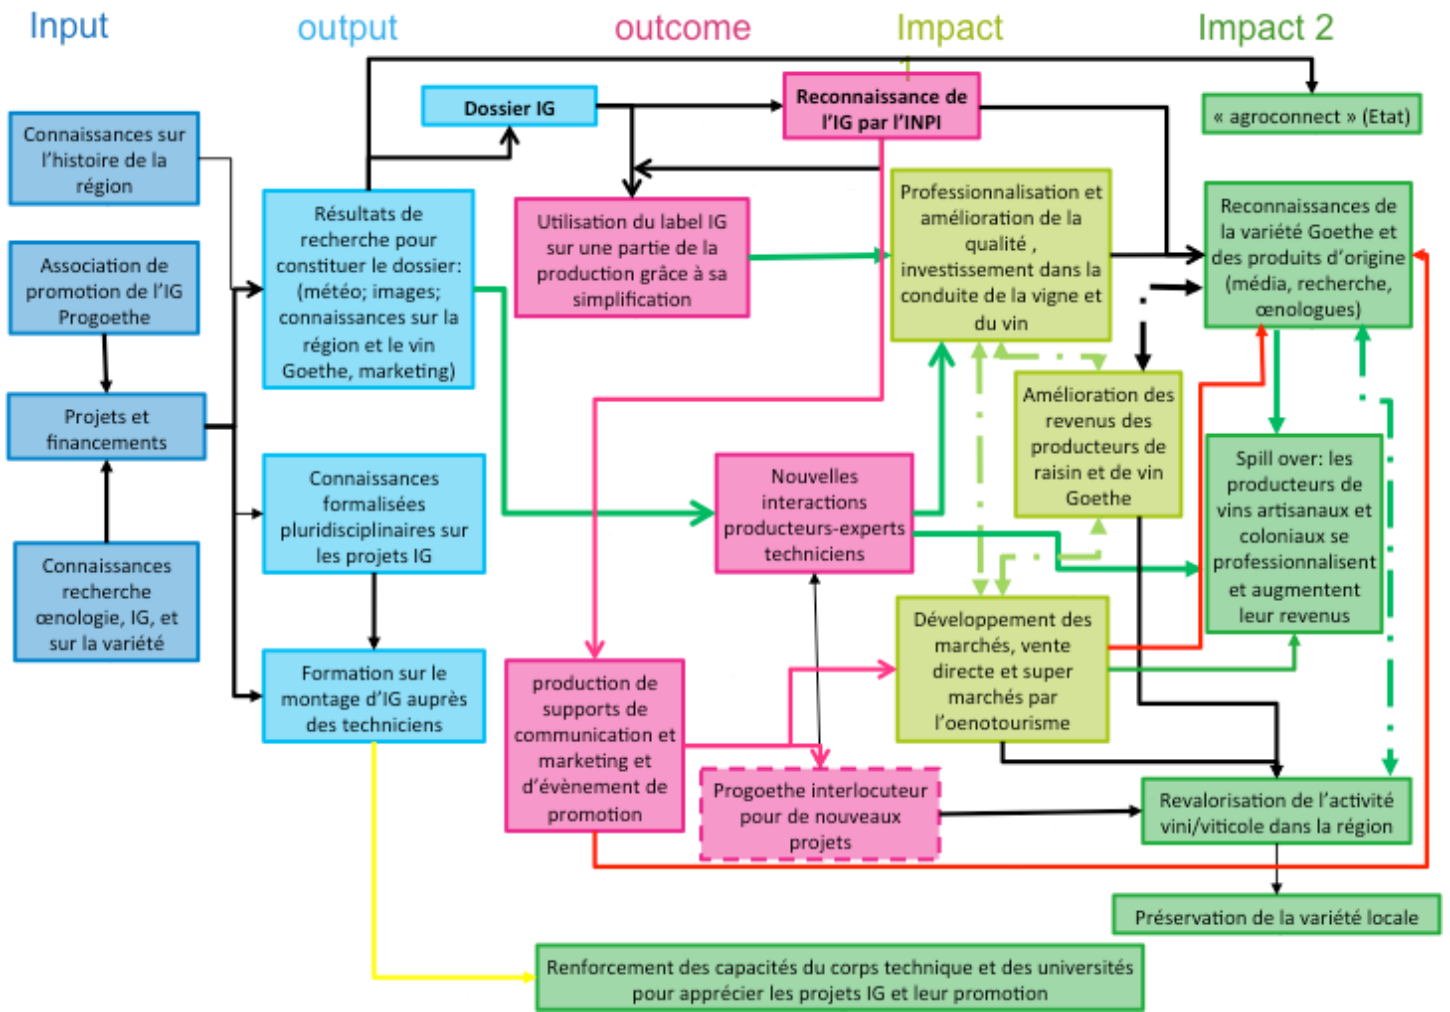 Input
output
outcome
Impact
Impact 2
1
Connaissances sur
l'histoire de la
région
Association de
promotion de l'IG
Progoethe
Projets et
financements
Connaissances
recherche
œnologie, IG, et
sur la variété
Dossier IG
Résultats de
recherche pour
constituer le dossier:
(météo; images;
connaissances sur la
région et le vin
Goethe, marketing)
Connaissances
formalisées
pluridisciplinaires sur
les projets IG
Formation sur le
montage d'IG auprès
des techniciens
Reconnaissance de
l'IG par l'INPI
Utilisation du label IG
sur une partie de la
production grâce à sa
simplification
Nouvelles
interactions
producteurs-experts
techniciens
production de
supports de
communication et
marketing et
d'évènement de
promotion
Progoethe interlocuteur
pour de nouveaux
projets
Professionnalisation et
amélioration de la
qualité ,
investissement dans la
conduite de la vigne et
du vin
Amélioration des
revenus des
producteurs de
raisin et de vin
Goethe
Développement des
marchés, vente
directe et super
marchés par
l'oenotourisme
« agroconnect » (Etat)
Reconnaissances de
la variété Goethe et
des produits d'origine
(média, recherche,
œnologues)
Spill over: les
producteurs de
vins artisanaux et
coloniaux se
professionnalisent
et augmentent
leur revenus
Revalorisation de l'activité
vini/viticole dans la région
Préservation de la variété locale
Renforcement des capacités du corps technique et des universités
pour apprécier les projets IG et leur promotion